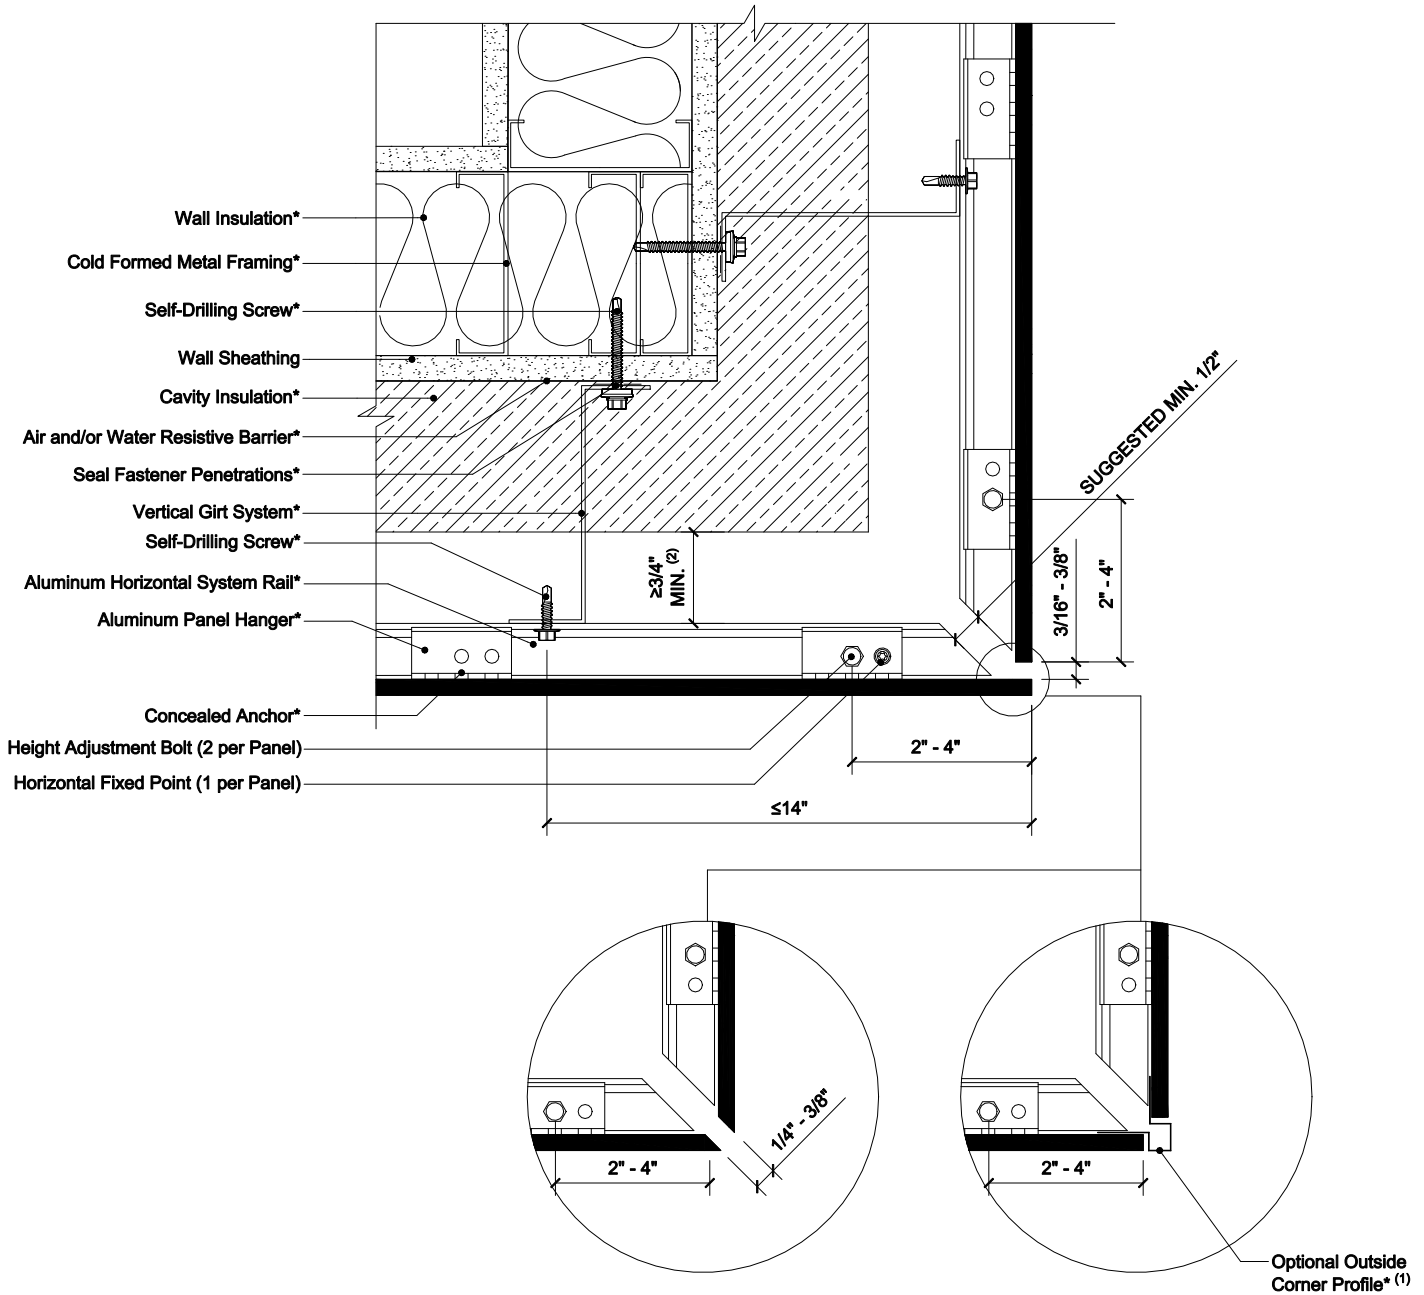 Wall Insulation*
Cold Formed Metal Framing*
Self-Drilling Screw*
Wall Sheathing
Cavity Insulation*
Air and/or Water Resistive Barrier*
Seal Fastener Penetrations*
Vertical Girt System*
Self-Drilling Screw*
Aluminum Horizontal System Rail*
Aluminum Panel Hanger*
Concealed Anchor*
Height Adjustment Bolt (2 per Panel)
Horizontal Fixed Point (1 per Panel)
≥3/4"
MIN. (2)
SUGGESTED MIN. 1/2"
3/16" - 3/8"
2" - 4"
2" - 4"
≤14"
1/4" - 3/8"
2" - 4"
2" - 4"
Optional Outside
Corner Profile* (1)